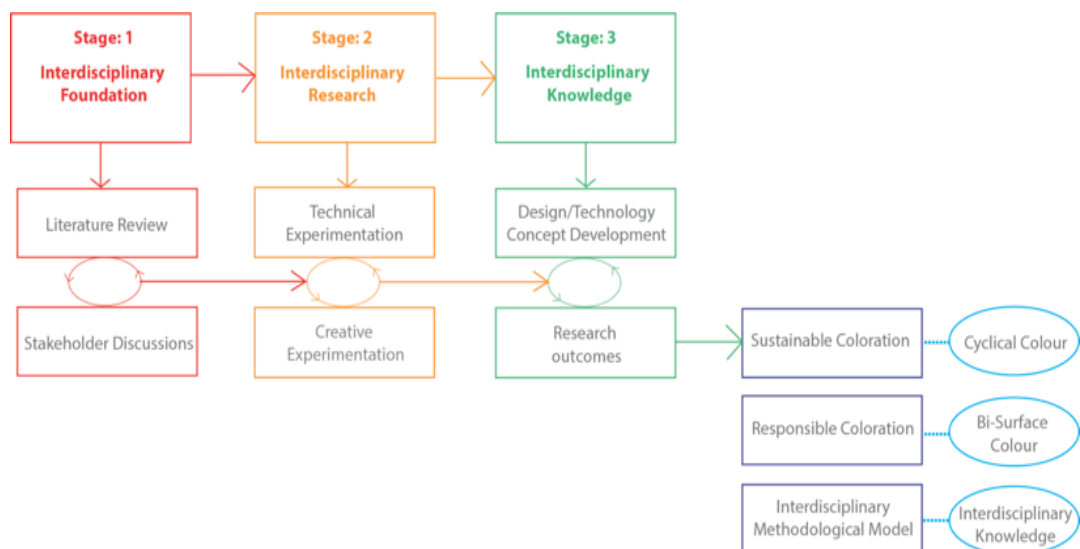 Stage: 1
Interdisciplinary
Foundation
Stage: 2
Interdisciplinary
Research
Stage: 3
Interdisciplinary
Knowledge
Literature Review
Technical
Experimentation
Design/Technology
Concept Development
Stakeholder Discussions
Creative
Experimentation
Research
outcomes
Sustainable Coloration
Cyclical Colour
Responsible Coloration
Bi-Surface
Colour
Interdisciplinary
Methodological Model
Interdisciplinary
Knowledge